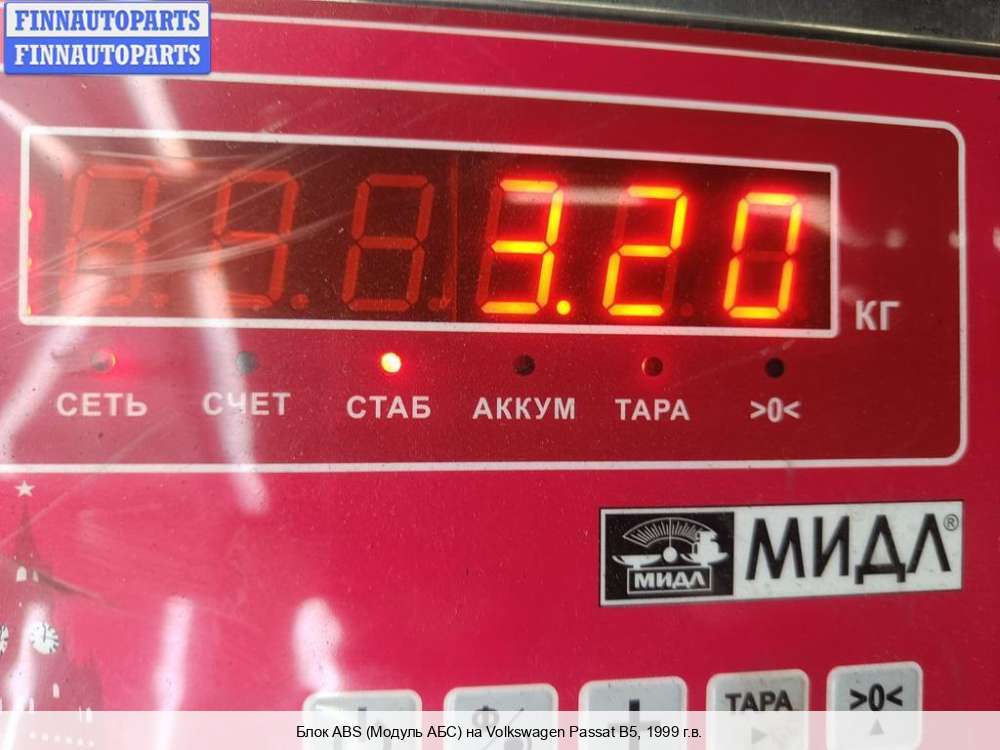 FINNAUTOPARTS
FINNAUTOPARTS
3.20
КГ
СЕТЬ СЧЕТ СТАБ АККУМ ТАРА >0<
МИДЛ МИДЛ®
ТАРА >0<
Блок ABS (Модуль АБС) на Volkswagen Passat B5, 1999 г.в.